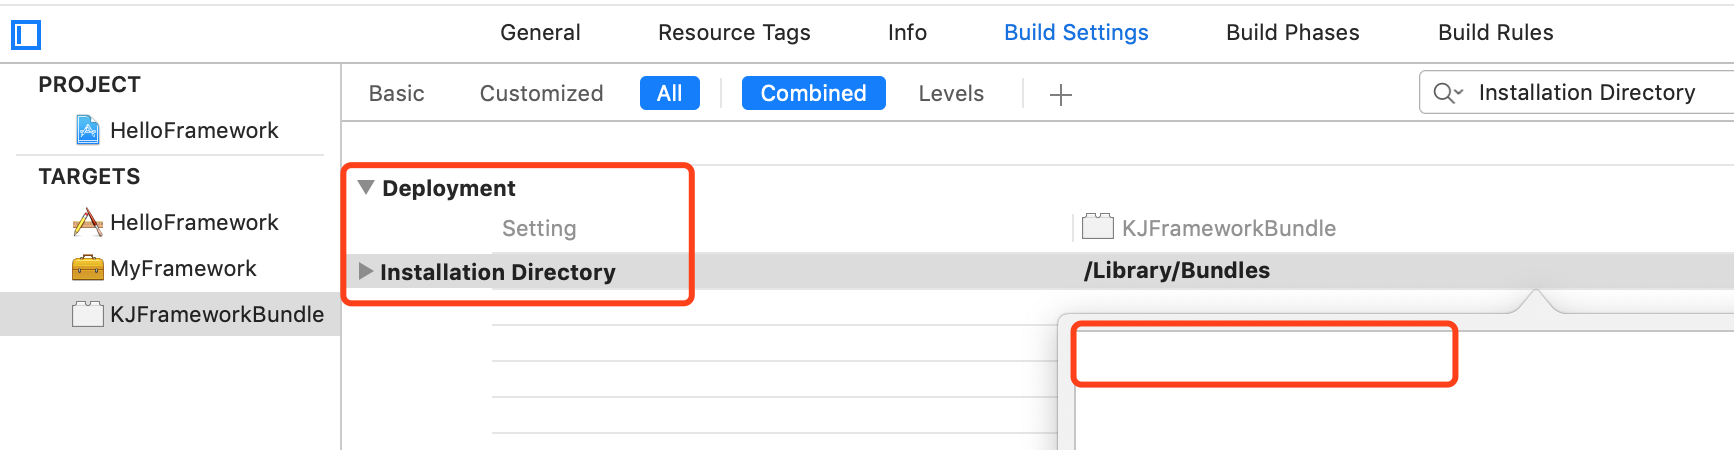 General Resource Tags Info Build Settings Build Phases Build Rules
PROJECT
HelloFramework
TARGETS
HelloFramework
MyFramework
KJFrameworkBundle
Basic Customized All Combined Levels Installation Directory
Deployment
Setting KJFrameworkBundle
Installation Directory /Library/Bundles